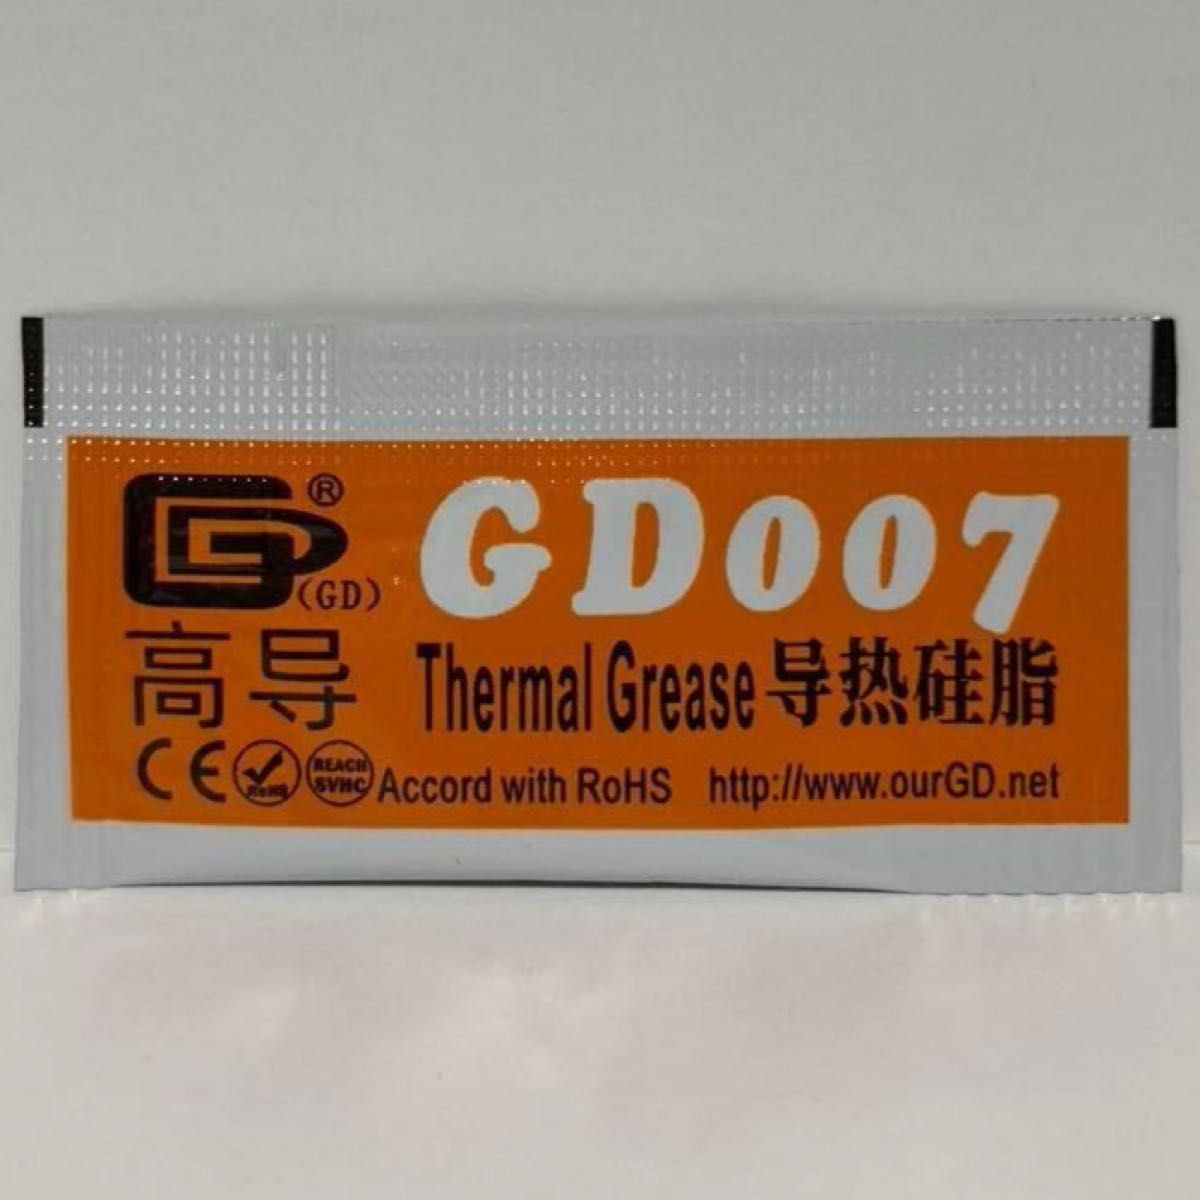 GD® GD007
(GD)
高导 Thermal Grease 导热硅脂
CE RoHS REACH SVHC Accord with RoHS http://www.ourGD.net